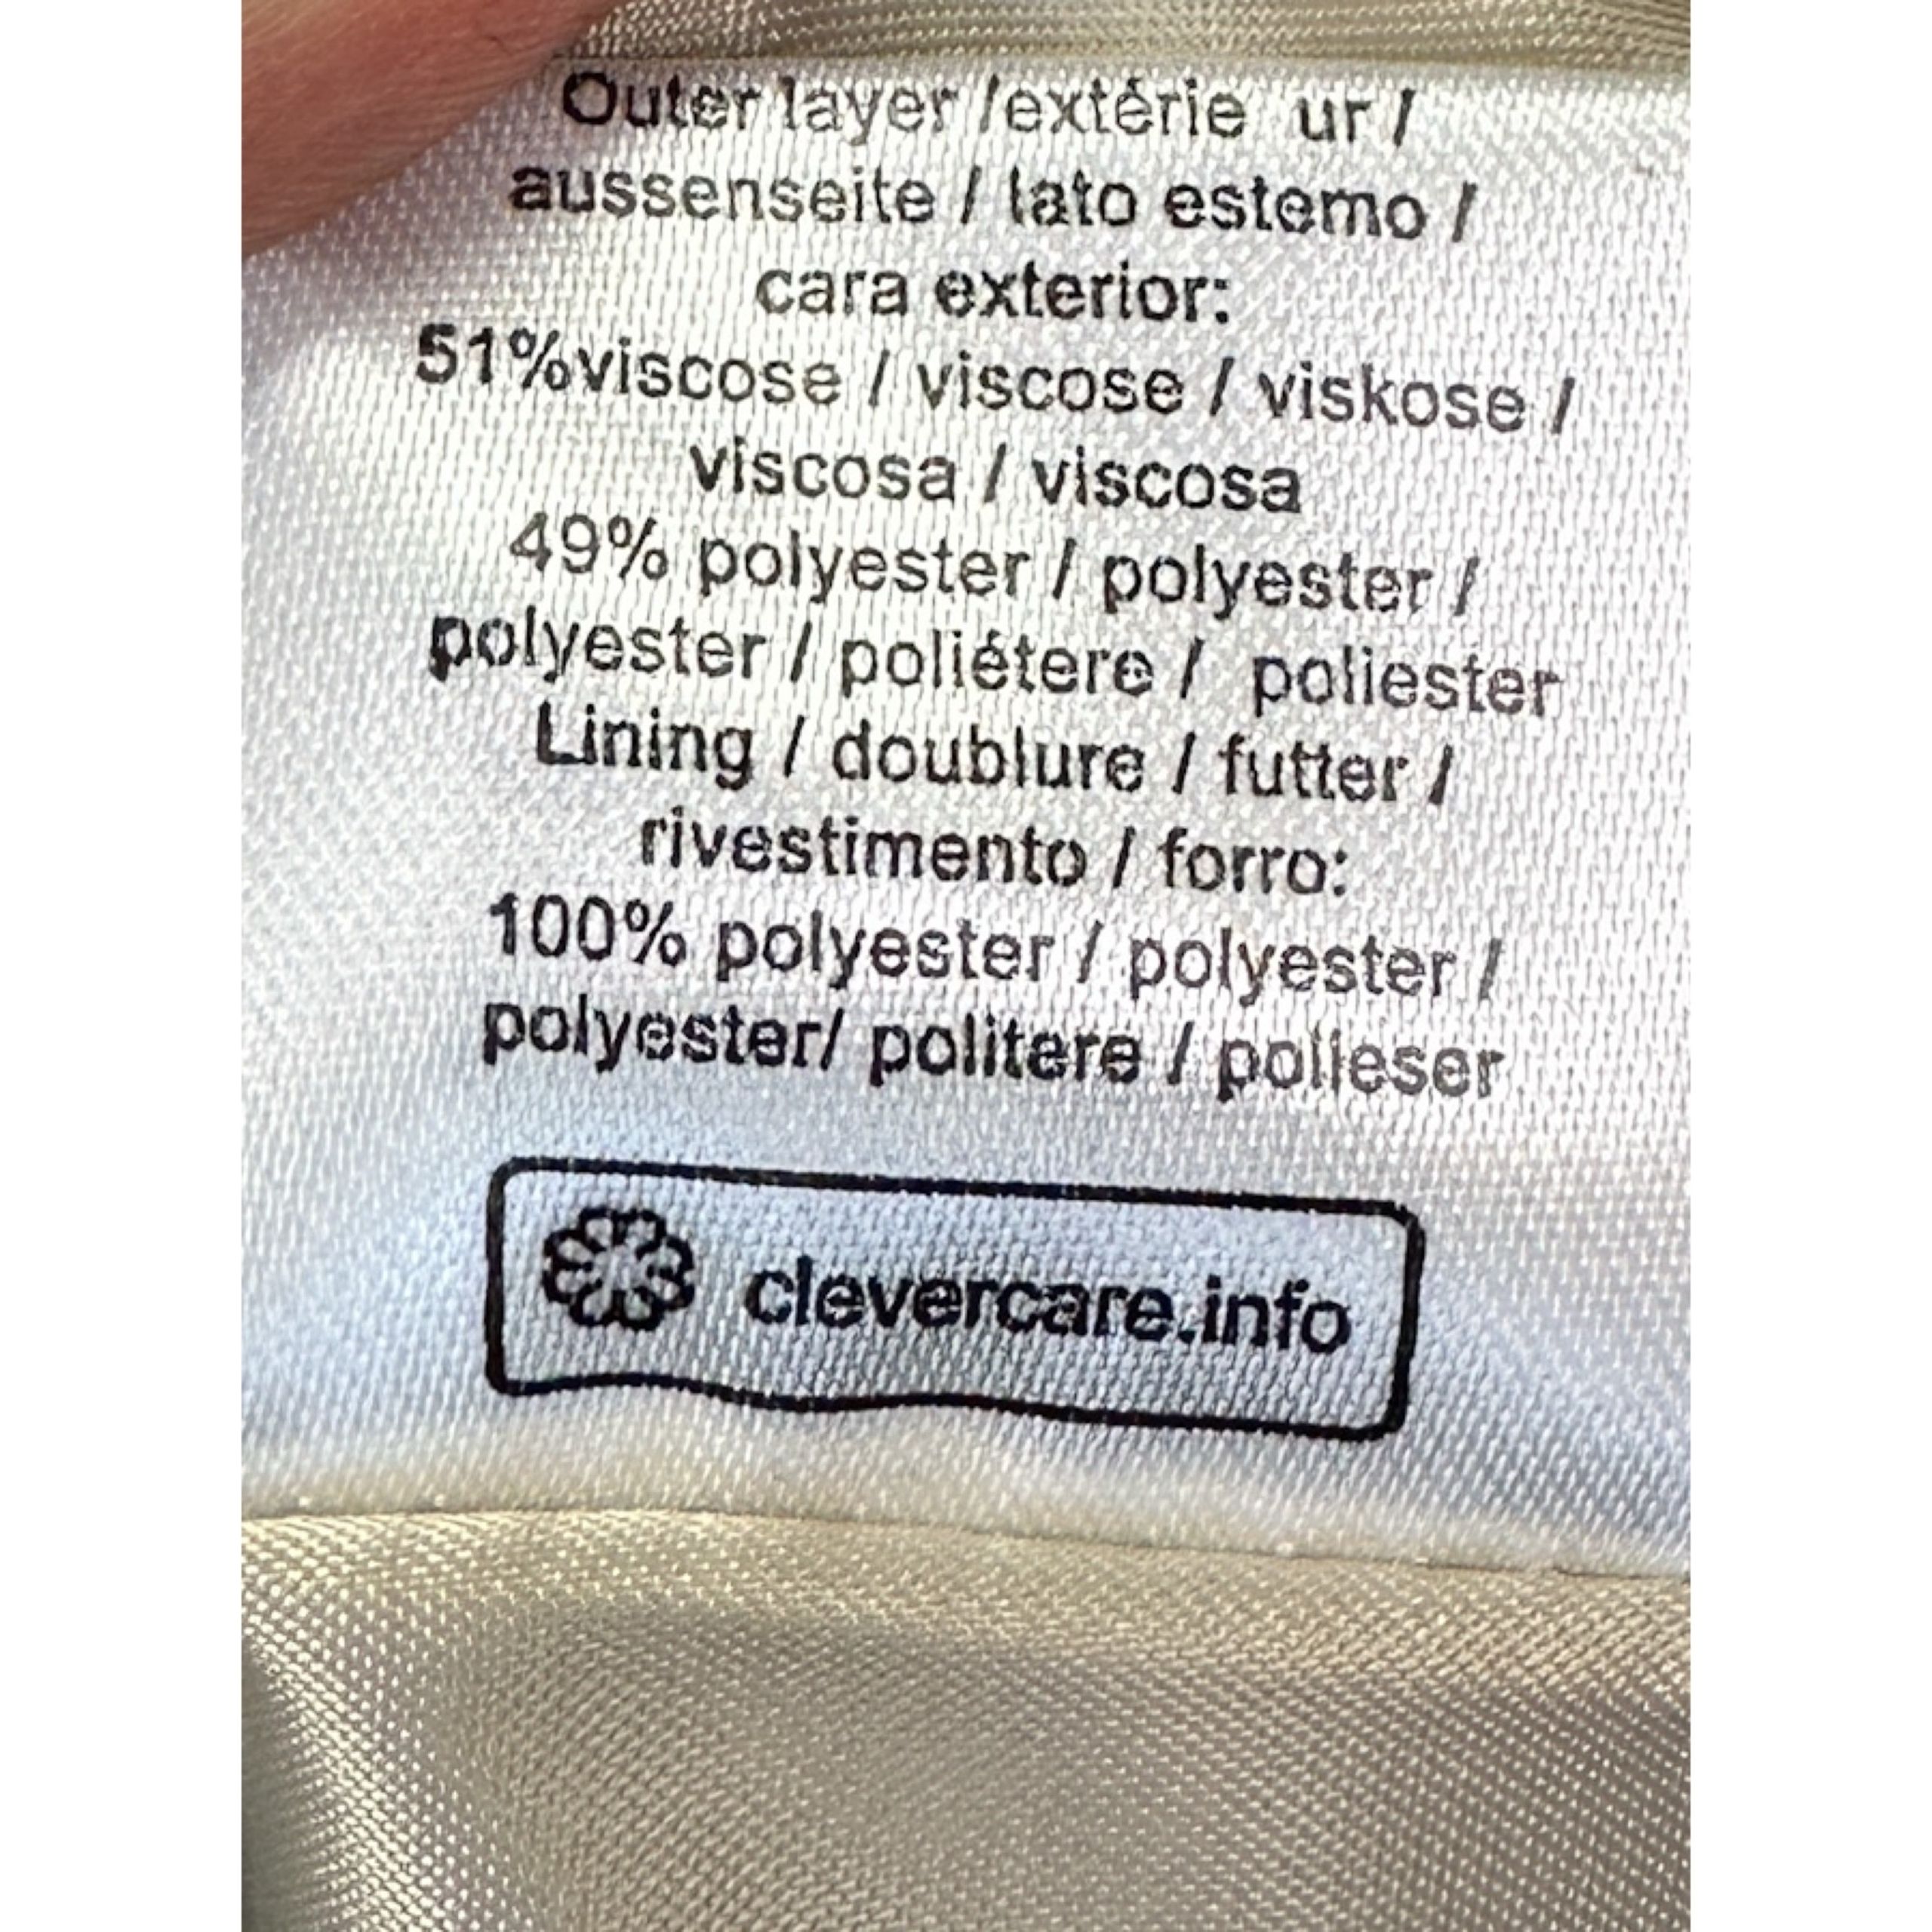 Outer layer /extérie ur /
aussenseite / lato estemo /
cara exterior:
51%viscose / viscose / viskose /
viscosa / viscosa
49% polyester / polyester /
polyester / poliétere / poliester
Lining / doublure / futter /
rivestimento / forro:
100% polyester / polyester /
polyester/ politere / polieser
clevercare.info